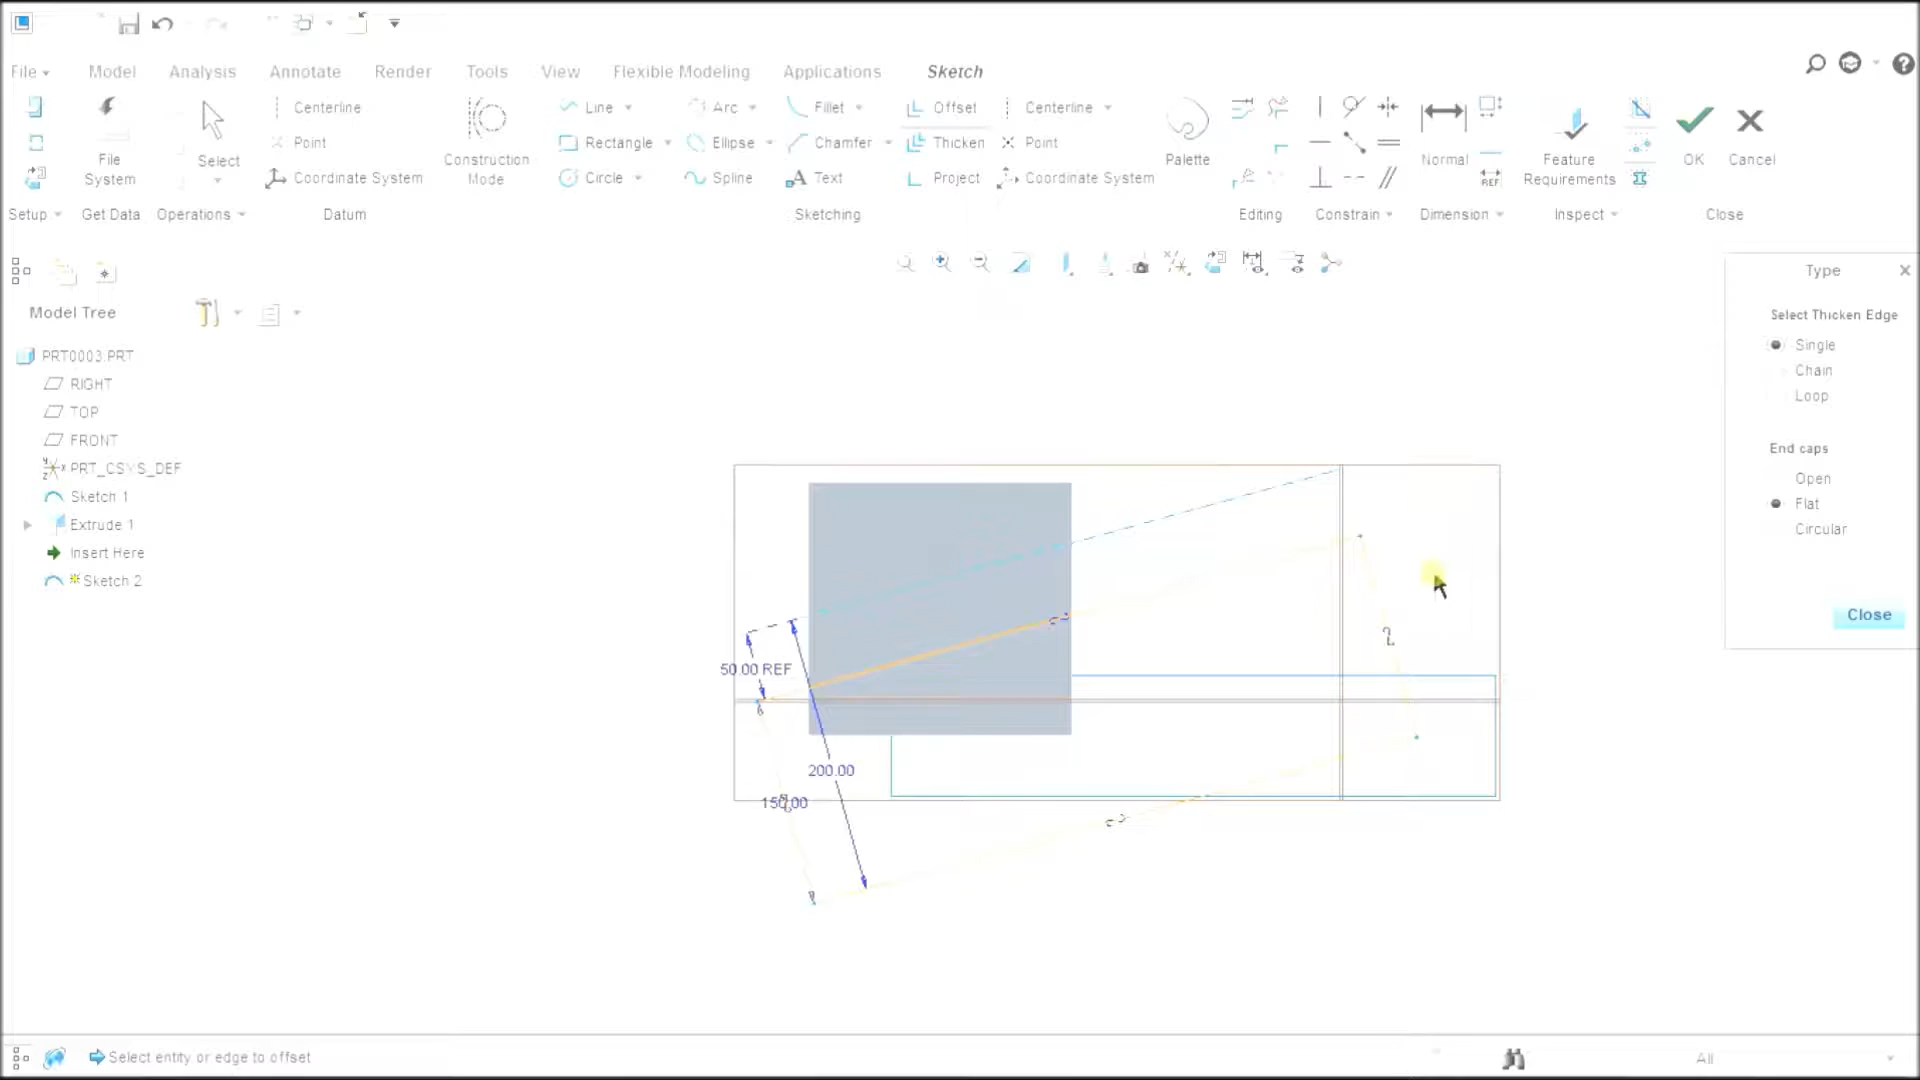 File Model Analysis Annotate Render Tools View Flexible Modeling Applications Sketch
Centerline Line Arc Fillet Offset Centerline
Point Rectangle Ellipse Chamfer Thicken Point
File System Select Construction Mode Palette Normal Feature Requirements OK Cancel
Coordinate System Circle Spline Text Project Coordinate System REF
Setup Get Data Operations Datum Sketching Editing Constrain Dimension Inspect Close
Type
Model Tree
Select Thicken Edge
Single
Chain
Loop
End caps
Open
Flat
Circular
Close
PRT0003.PRT
RIGHT
TOP
FRONT
PRT_CSYS_DEF
Sketch 1
Extrude 1
Insert Here
Sketch 2
50.00 REF
200.00
150.00
Select entity or edge to offset
All